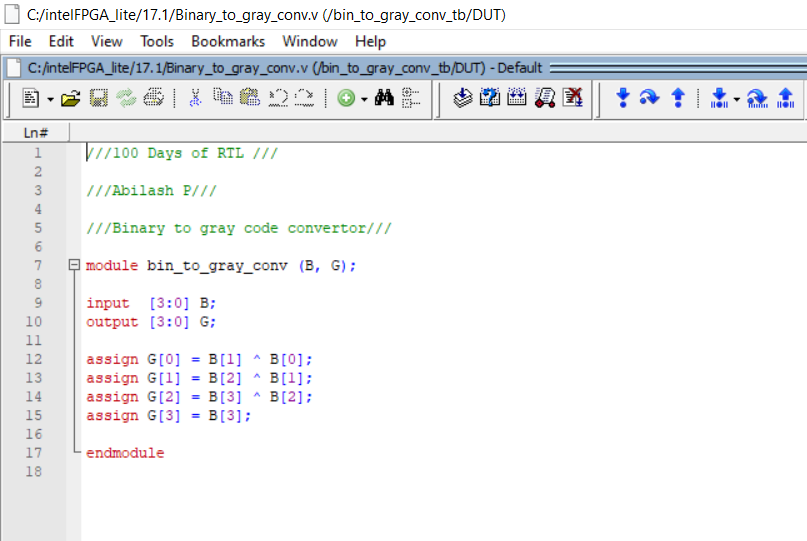 C:/intelFPGA_lite/17.1/Binary_to_gray_conv.v (/bin_to_gray_conv_tb/DUT)
File Edit View Tools Bookmarks Window Help
C:/intelFPGA_lite/17.1/Binary_to_gray_conv.v (/bin_to_gray_conv_tb/DUT) - Default
Ln#
1 ///100 Days of RTL ///
2
3 ///Abilash P///
4
5 ///Binary to gray code convertor///
6
7 module bin_to_gray_conv (B, G);
8
9 input  [3:0] B;
10 output [3:0] G;
11
12 assign G[0] = B[1] ^ B[0];
13 assign G[1] = B[2] ^ B[1];
14 assign G[2] = B[3] ^ B[2];
15 assign G[3] = B[3];
16
17 endmodule
18